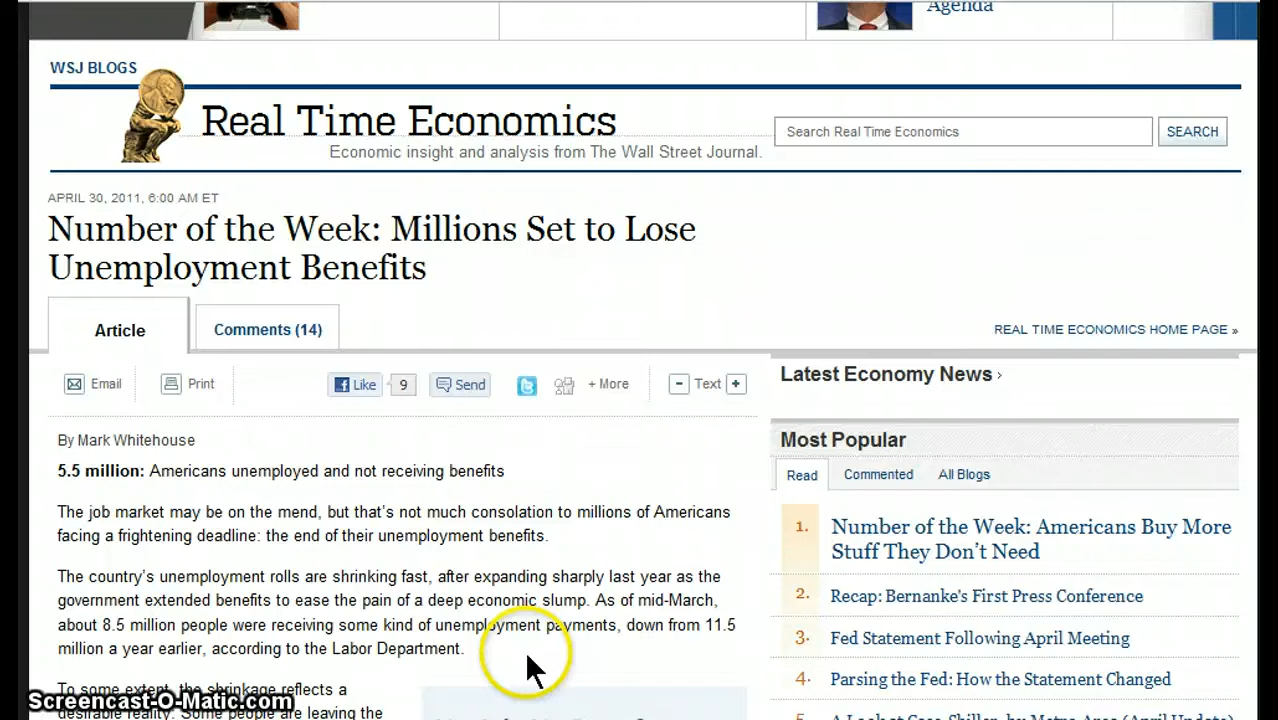 Agenda
WSJ BLOGS
Real Time Economics
Economic insight and analysis from The Wall Street Journal.
Search Real Time Economics
SEARCH
APRIL 30, 2011, 6:00 AM ET
Number of the Week: Millions Set to Lose
Unemployment Benefits
Article
Comments (14)
REAL TIME ECONOMICS HOME PAGE »
Email
Print
Like
9
Send
+ More
- Text +
By Mark Whitehouse
5.5 million: Americans unemployed and not receiving benefits
The job market may be on the mend, but that's not much consolation to millions of Americans
facing a frightening deadline: the end of their unemployment benefits.
The country's unemployment rolls are shrinking fast, after expanding sharply last year as the
government extended benefits to ease the pain of a deep economic slump. As of mid-March,
about 8.5 million people were receiving some kind of unemployment payments, down from 11.5
million a year earlier, according to the Labor Department.
To some extent, the shrinkage reflects a
desirable reality: Some people are leaving the
Latest Economy News ›
Most Popular
Read
Commented
All Blogs
1. Number of the Week: Americans Buy More
Stuff They Don't Need
2. Recap: Bernanke's First Press Conference
3. Fed Statement Following April Meeting
4. Parsing the Fed: How the Statement Changed
5. A Look at Case-Shiller, by Metro Area (April Update)
Screencast-O-Matic.com